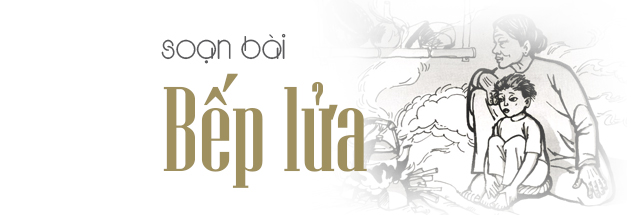 soạn bài
Bếp lửa